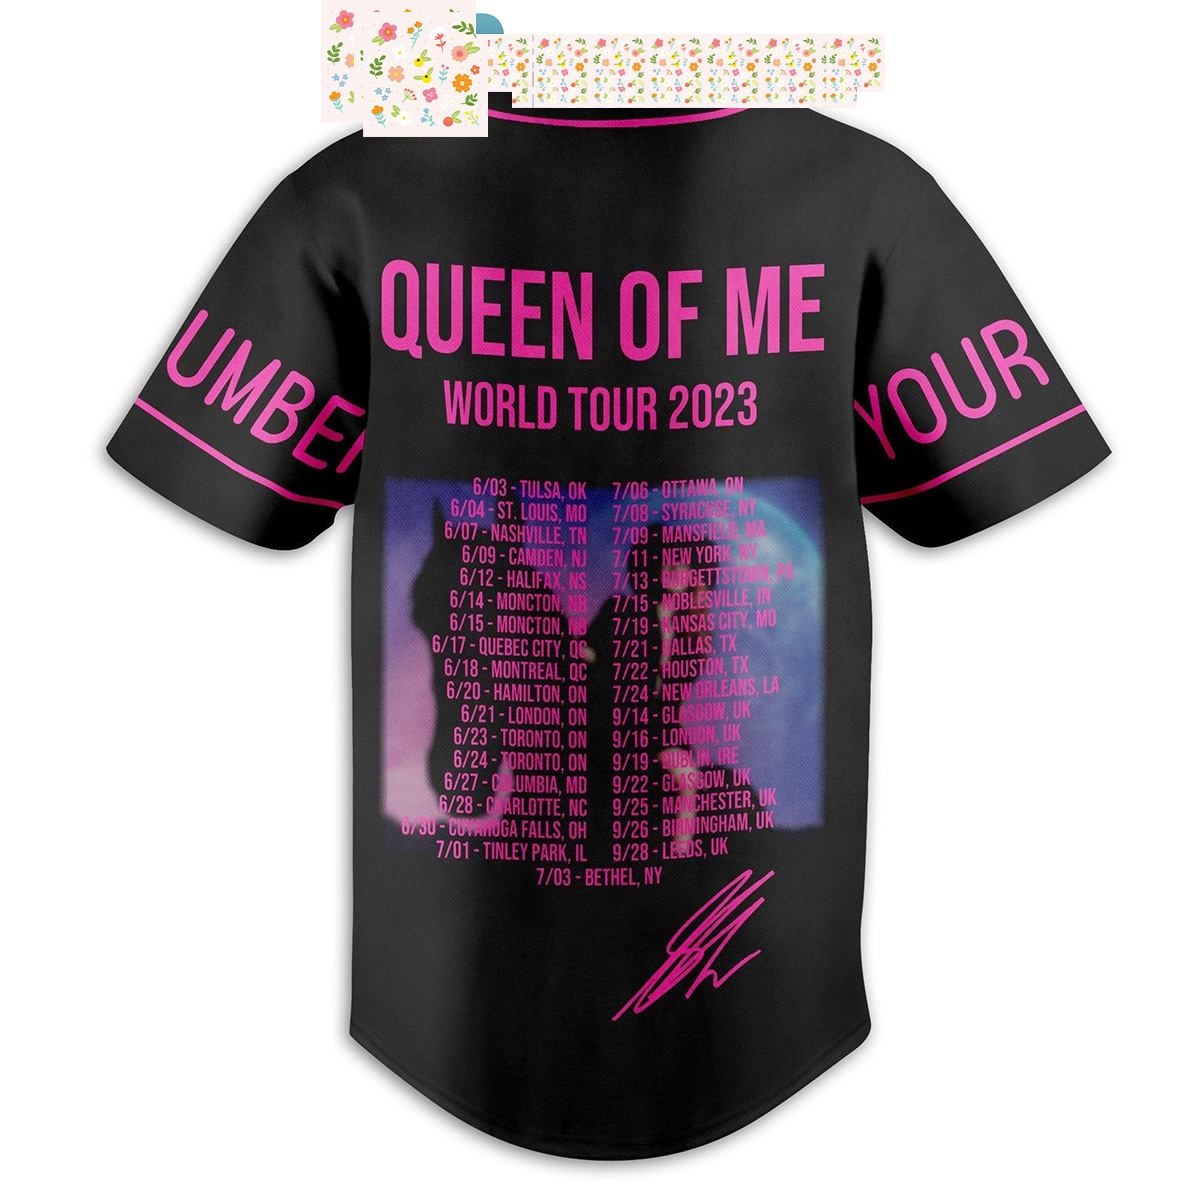 QUEEN OF ME
UMBER
YOUR
WORLD TOUR 2023
6/03 - TULSA, OK
6/04 - ST. LOUIS, MO
6/07 - NASHVILLE, TN
6/09 - CAMDEN, NJ
6/12 - HALIFAX, NS
6/14 - MONCTON, NB
6/15 - MONCTON, NB
6/17 - QUEBEC CITY, QC
6/18 - MONTREAL, QC
6/20 - HAMILTON, ON
6/21 - LONDON, ON
6/23 - TORONTO, ON
6/24 - TORONTO, ON
6/27 - COLUMBIA, MD
6/28 - CHARLOTTE, NC
6/30 - CUYAHOGA FALLS, OH
7/01 - TINLEY PARK, IL
7/06 - OTTAWA, ON
7/08 - SYRACUSE, NY
7/09 - MANSFIELD, MA
7/11 - NEW YORK, NY
7/13 - BURGETTSTOWN, PA
7/15 - NOBLESVILLE, IN
7/19 - KANSAS CITY, MO
7/21 - DALLAS, TX
7/22 - HOUSTON, TX
7/24 - NEW ORLEANS, LA
9/14 - GLASGOW, UK
9/16 - LONDON, UK
9/19 - DUBLIN, IRE
9/22 - GLASGOW, UK
9/25 - MANCHESTER, UK
9/26 - BIRMINGHAM, UK
9/28 - LEEDS, UK
7/03 - BETHEL, NY